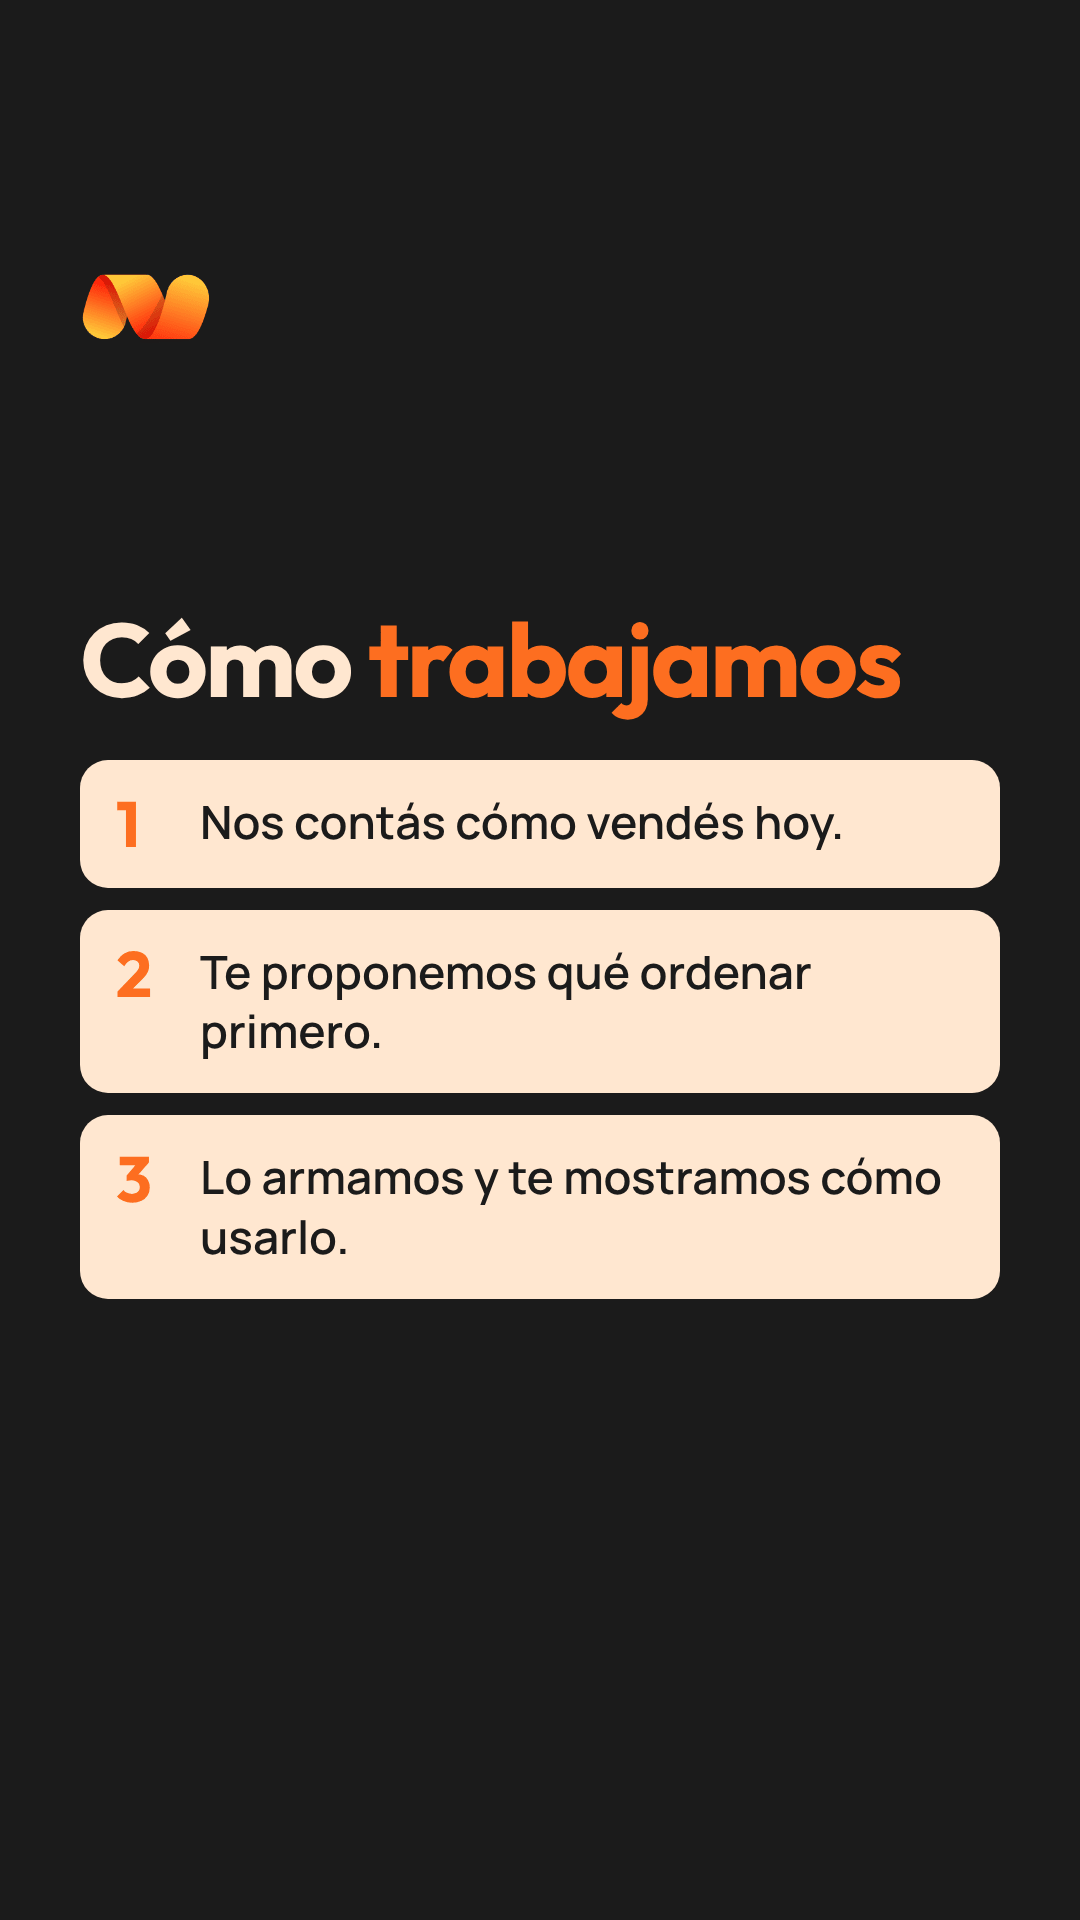 Cómo trabajamos
1 Nos contás cómo vendés hoy.
2 Te proponemos qué ordenar
primero.
3 Lo armamos y te mostramos cómo
usarlo.